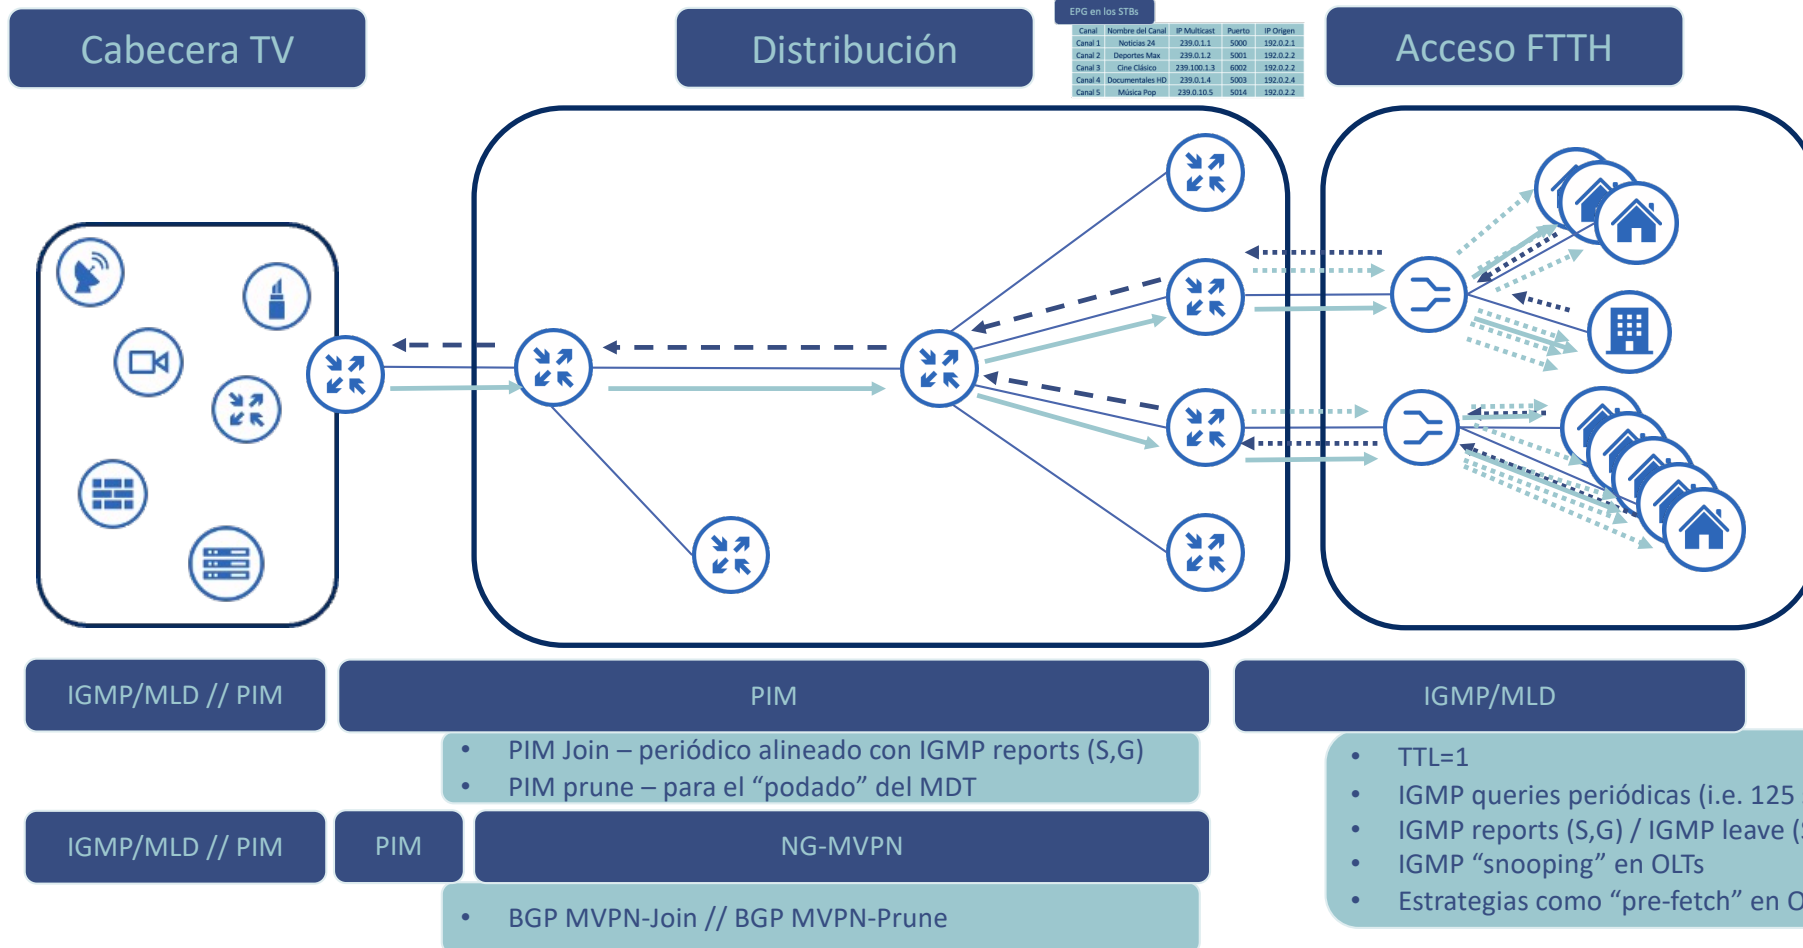 Cabecera TV
Distribución
EPG en los STBs
Canal Nombre del Canal IP Multicast Puerto IP Origen
Canal 1 Noticias 24 239.0.1.1 5000 192.0.2.1
Canal 2 Deportes Max 239.0.1.2 5001 192.0.2.2
Canal 3 Cine Clásico 239.100.1.3 6002 192.0.2.2
Canal 4 Documentales HD 239.0.1.4 5003 192.0.2.4
Canal 5 Música Pop 239.0.10.5 5014 192.0.2.2
Acceso FTTH
IGMP/MLD // PIM
PIM
IGMP/MLD
• PIM Join – periódico alineado con IGMP reports (S,G)
• PIM prune – para el “podado” del MDT
IGMP/MLD // PIM
PIM
NG-MVPN
• BGP MVPN-Join // BGP MVPN-Prune
• TTL=1
• IGMP queries periódicas (i.e. 125
• IGMP reports (S,G) / IGMP leave (
• IGMP “snooping” en OLTs
• Estrategias como “pre-fetch” en